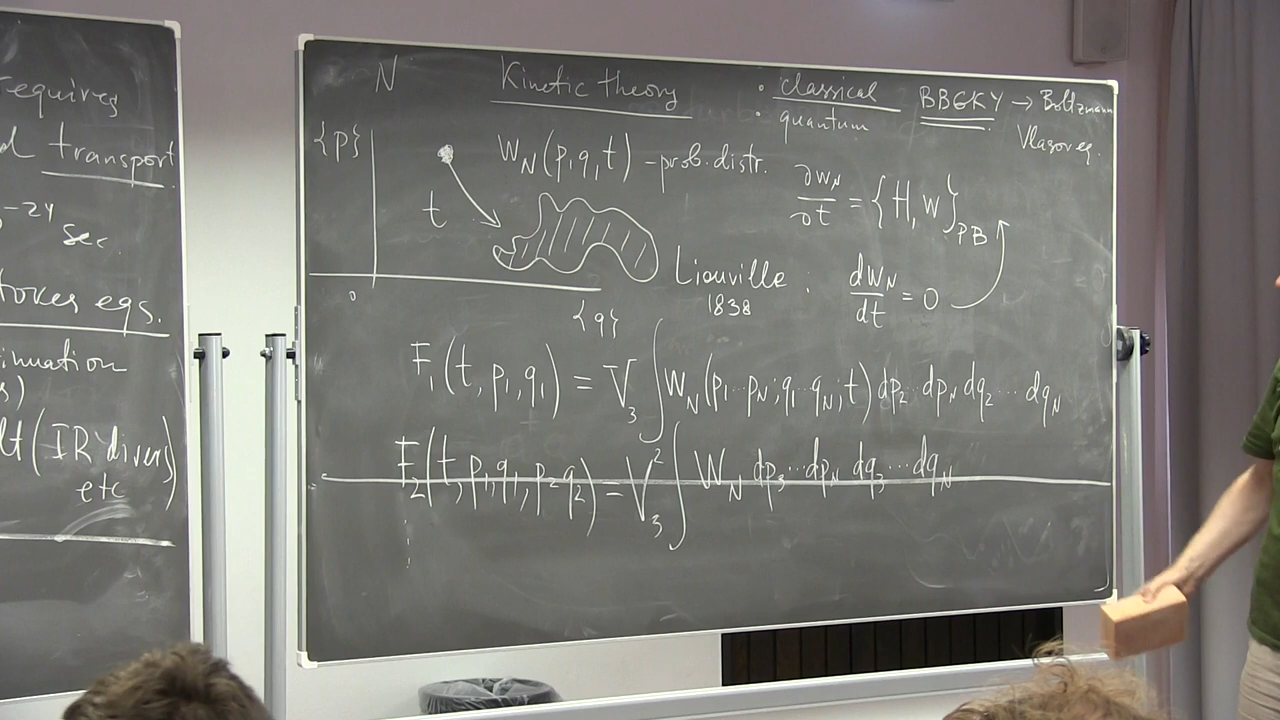 equires
d transport
-24
sec.
tokes eqs.
imation
s)
lt (IR divers)
etc
N
Kinetic theory
• classical
• quantum
BBGKY → Boltzmann
Vlasov eq.
{p}
W_N(p,q,t) - prob. distr.
∂W_N/∂t = {H, W}_PB
t
Liouville : dW_N/dt = 0
1838
0
{q}
F_1(t, p_1, q_1) = V_3 ∫ W_N(p_1...p_N; q_1...q_N; t) dp_2...dp_N dq_2...dq_N
F_2(t, p_1, q_1, p_2 q_2) = V_3^2 ∫ W_N dp_3...dp_N dq_3...dq_N
⋮